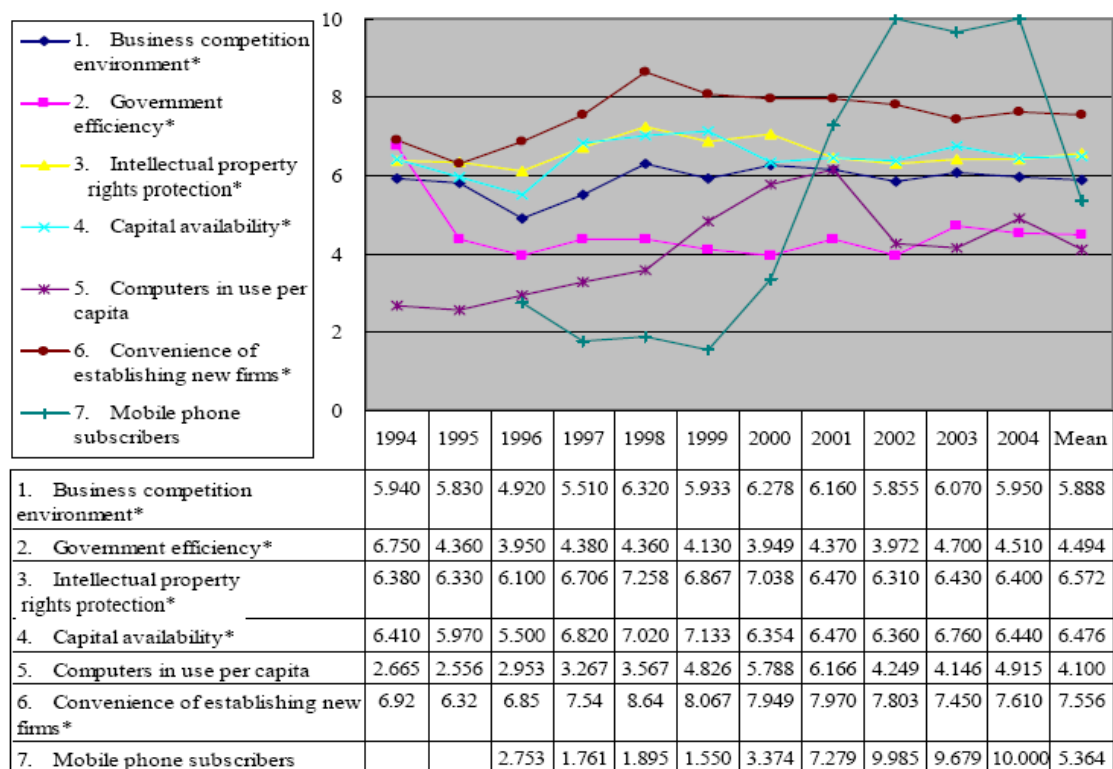 1. Business competition
environment*
2. Government
efficiency*
3. Intellectual property
rights protection*
4. Capital availability*
5. Computers in use per
capita
6. Convenience of
establishing new firms*
7. Mobile phone
subscribers
10
8
6
4
2
0
1994 1995 1996 1997 1998 1999 2000 2001 2002 2003 2004 Mean
1. Business competition
environment* 5.940 5.830 4.920 5.510 6.320 5.933 6.278 6.160 5.855 6.070 5.950 5.888
2. Government efficiency* 6.750 4.360 3.950 4.380 4.360 4.130 3.949 4.370 3.972 4.700 4.510 4.494
3. Intellectual property
rights protection* 6.380 6.330 6.100 6.706 7.258 6.867 7.038 6.470 6.310 6.430 6.400 6.572
4. Capital availability* 6.410 5.970 5.500 6.820 7.020 7.133 6.354 6.470 6.360 6.760 6.440 6.476
5. Computers in use per capita 2.665 2.556 2.953 3.267 3.567 4.826 5.788 6.166 4.249 4.146 4.915 4.100
6. Convenience of establishing new
firms* 6.92 6.32 6.85 7.54 8.64 8.067 7.949 7.970 7.803 7.450 7.610 7.556
7. Mobile phone subscribers 2.753 1.761 1.895 1.550 3.374 7.279 9.985 9.679 10.000 5.364